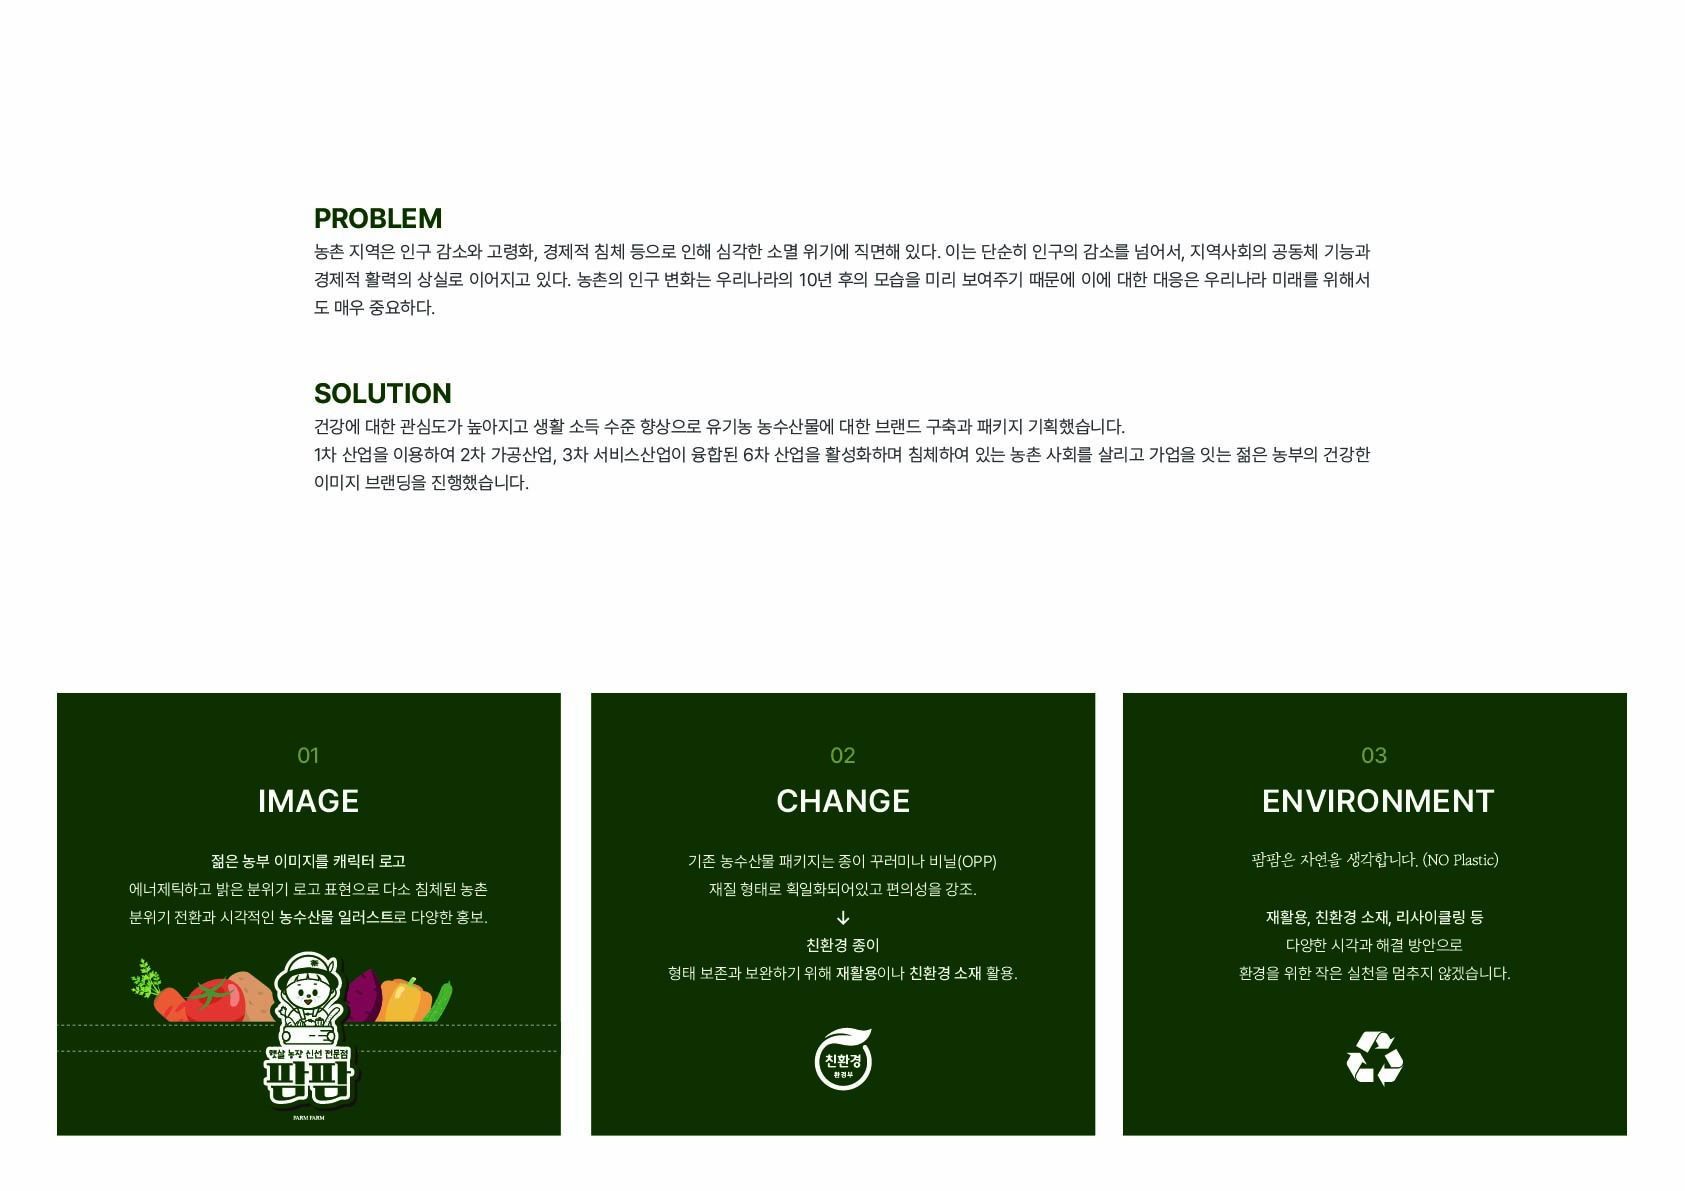 PROBLEM
농촌 지역은 인구 감소와 고령화, 경제적 침체 등으로 인해 심각한 소멸 위기에 직면해 있다. 이는 단순히 인구의 감소를 넘어서, 지역사회의 공동체 기능과
경제적 활력의 상실로 이어지고 있다. 농촌의 인구 변화는 우리나라의 10년 후의 모습을 미리 보여주기 때문에 이에 대한 대응은 우리나라 미래를 위해서
도 매우 중요하다.
SOLUTION
건강에 대한 관심도가 높아지고 생활 소득 수준 향상으로 유기농 농수산물에 대한 브랜드 구축과 패키지 기획했습니다.
1차 산업을 이용하여 2차 가공산업, 3차 서비스산업이 융합된 6차 산업을 활성화하며 침체하여 있는 농촌 사회를 살리고 가업을 잇는 젊은 농부의 건강한
이미지 브랜딩을 진행했습니다.
01
IMAGE
젊은 농부 이미지를 캐릭터 로고
에너제틱하고 밝은 분위기 로고 표현으로 다소 침체된 농촌
분위기 전환과 시각적인 농수산물 일러스트로 다양한 홍보.
햇살 농장 신선 전문점
팜팜
FARM FARM
02
CHANGE
기존 농수산물 패키지는 종이 꾸러미나 비닐(OPP)
재질 형태로 획일화되어있고 편의성을 강조.
↓
친환경 종이
형태 보존과 보완하기 위해 재활용이나 친환경 소재 활용.
친환경
환경부
03
ENVIRONMENT
팜팜은 자연을 생각합니다. (NO Plastic)
재활용, 친환경 소재, 리사이클링 등
다양한 시각과 해결 방안으로
환경을 위한 작은 실천을 멈추지 않겠습니다.